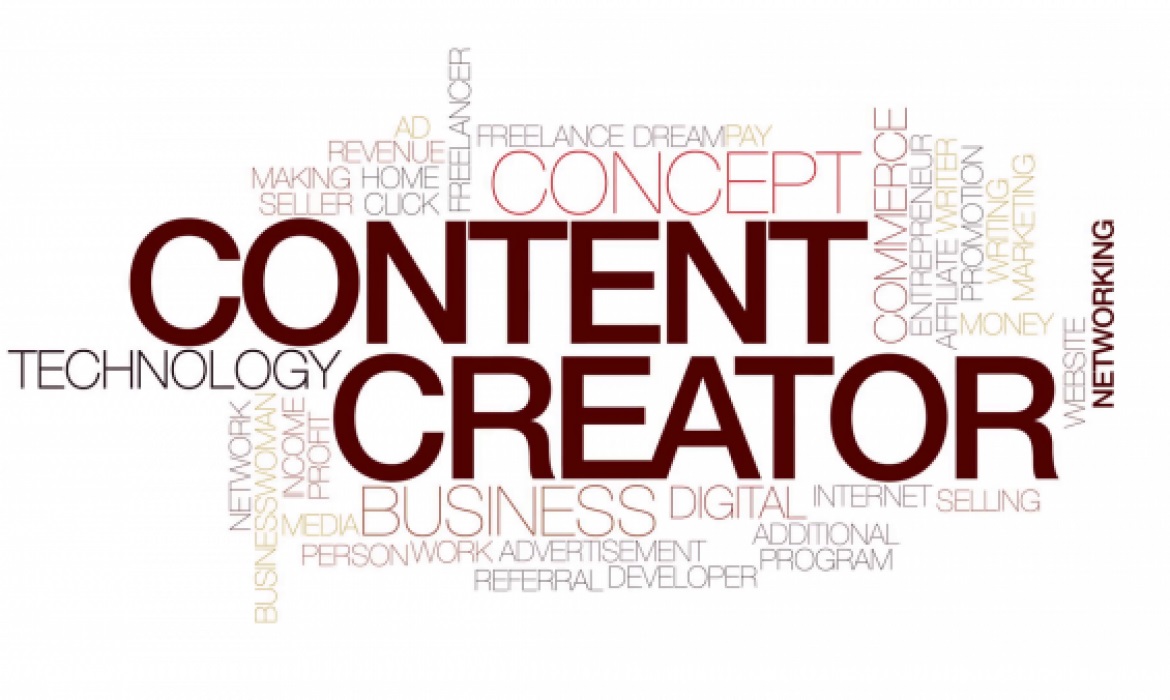 FREELANCER
AD
REVENUE
MAKING HOME
SELLER CLICK
FREELANCE DREAM PAY
CONCEPT
COMMERCE
ENTREPRENEUR
AFFILIATE WRITER
PROMOTION
WRITING
MARKETING
MONEY
WEBSITE
NETWORKING
CONTENT
CREATOR
TECHNOLOGY
NETWORK
BUSINESSWOMAN
INCOME
PROFIT
MEDIA
BUSINESS
DIGITAL
INTERNET
SELLING
PERSON WORK ADVERTISEMENT
ADDITIONAL
PROGRAM
REFERRAL DEVELOPER